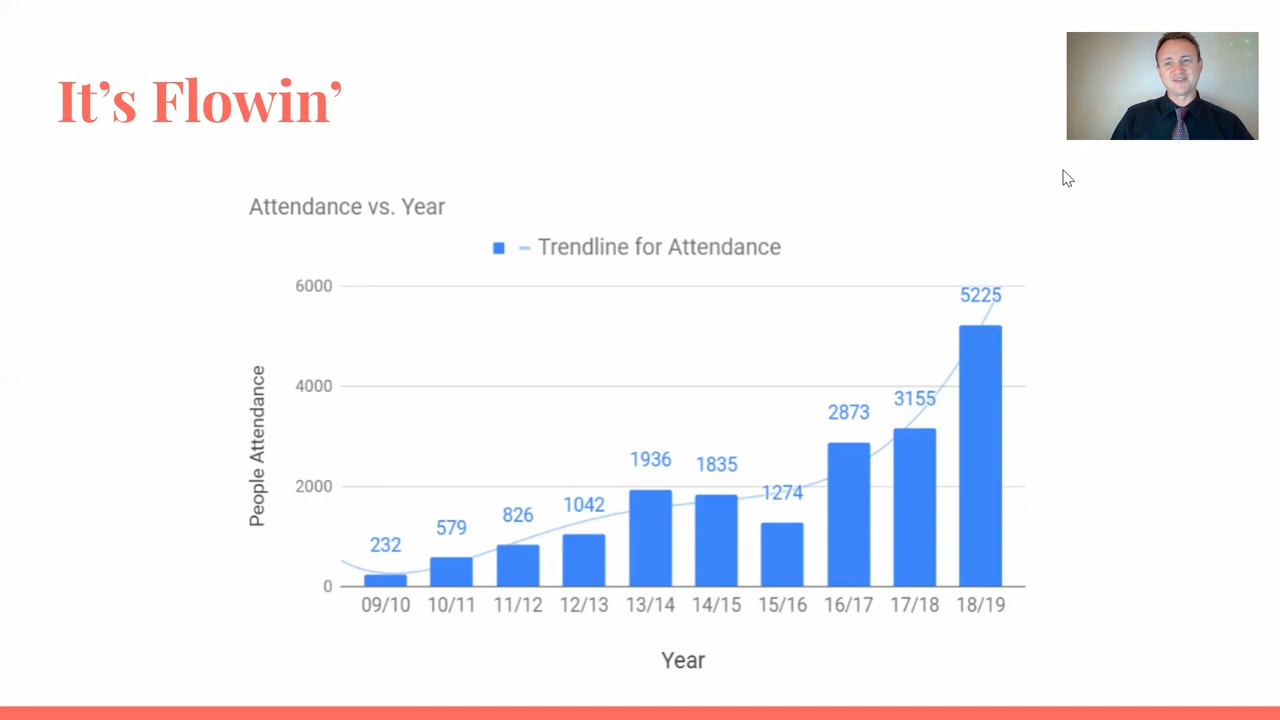 It’s Flowin’
Attendance vs. Year
Trendline for Attendance
People Attendance
6000
4000
2000
0
232
579
826
1042
1936
1835
1274
2873
3155
5225
09/10 10/11 11/12 12/13 13/14 14/15 15/16 16/17 17/18 18/19
Year